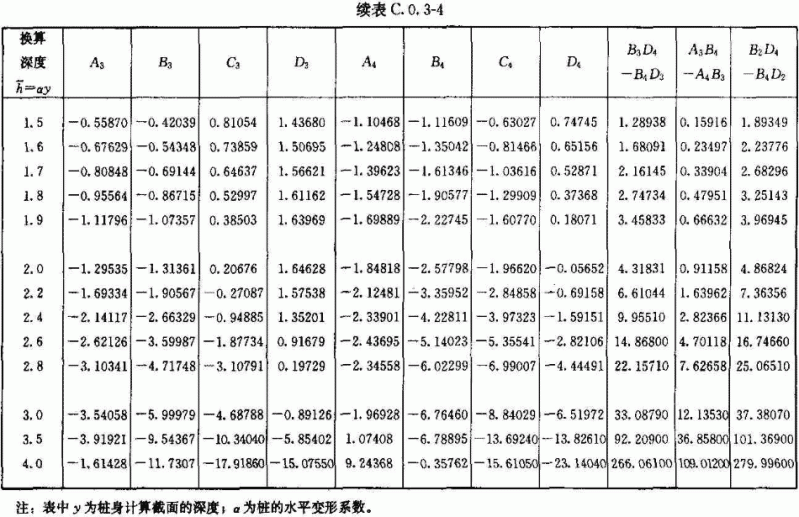 续表 C.0.3-4
换算深度 h̄=αy A₃ B₃ C₃ D₃ A₄ B₄ C₄ D₄ B₃D₄−B₄D₃ A₃B₄−A₄B₃ B₂D₄−B₄D₂
1.5 −0.55870 −0.42039 0.81054 1.43680 −1.10468 −1.11609 −0.63027 0.74745 1.28938 0.15916 1.89349
1.6 −0.67629 −0.54348 0.73859 1.50695 −1.24808 −1.35042 −0.81466 0.65156 1.68091 0.23497 2.23776
1.7 −0.80848 −0.69144 0.64637 1.56621 −1.39623 −1.61346 −1.03616 0.52871 2.16145 0.33904 2.68296
1.8 −0.95564 −0.86715 0.52997 1.61162 −1.54728 −1.90577 −1.29909 0.37368 2.74734 0.47951 3.25143
1.9 −1.11796 −1.07357 0.38503 1.63969 −1.69889 −2.22745 −1.60770 0.18071 3.45833 0.66632 3.96945
2.0 −1.29535 −1.31361 0.20676 1.64628 −1.84818 −2.57798 −1.96620 −0.05652 4.31831 0.91158 4.86824
2.2 −1.69334 −1.90567 −0.27087 1.57538 −2.12481 −3.35952 −2.84858 −0.69158 6.61044 1.63962 7.36356
2.4 −2.14117 −2.66329 −0.94885 1.35201 −2.33901 −4.22811 −3.97323 −1.59151 9.95510 2.82366 11.13130
2.6 −2.62126 −3.59987 −1.87734 0.91679 −2.43695 −5.14023 −5.35541 −2.82106 14.86800 4.70118 16.74660
2.8 −3.10341 −4.71748 −3.10791 0.19729 −2.34558 −6.02299 −6.99007 −4.44491 22.15710 7.62658 25.06510
3.0 −3.54058 −5.99979 −4.68788 −0.89126 −1.96928 −6.76460 −8.84029 −6.51972 33.08790 12.13530 37.38070
3.5 −3.91921 −9.54367 −10.34040 −5.85402 1.07408 −6.78895 −13.69240 −13.82610 92.20900 36.85800 101.36900
4.0 −1.61428 −11.7307 −17.91860 −15.07550 9.24368 −0.35762 −15.61050 −23.14040 266.06100 109.01200 279.99600
注：表中 y 为桩身计算截面的深度；α 为桩的水平变形系数。